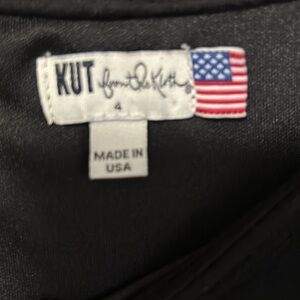 KUT from the Kloth
4
MADE IN
USA